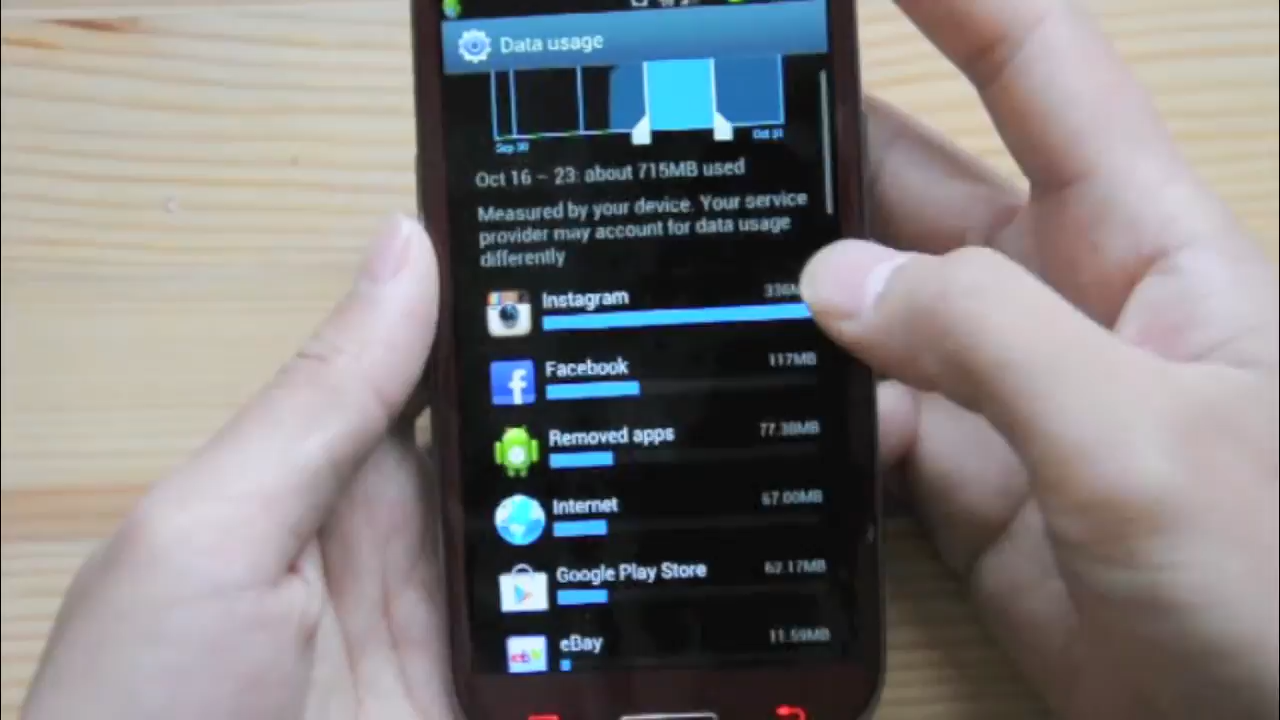 Data usage
Sep 30
Oct 31
Oct 16 – 23: about 715MB used
Measured by your device. Your service
provider may account for data usage
differently
Instagram
Facebook
117MB
Removed apps
77.38MB
Internet
67.00MB
Google Play Store
62.17MB
eBay
11.59MB
ebY